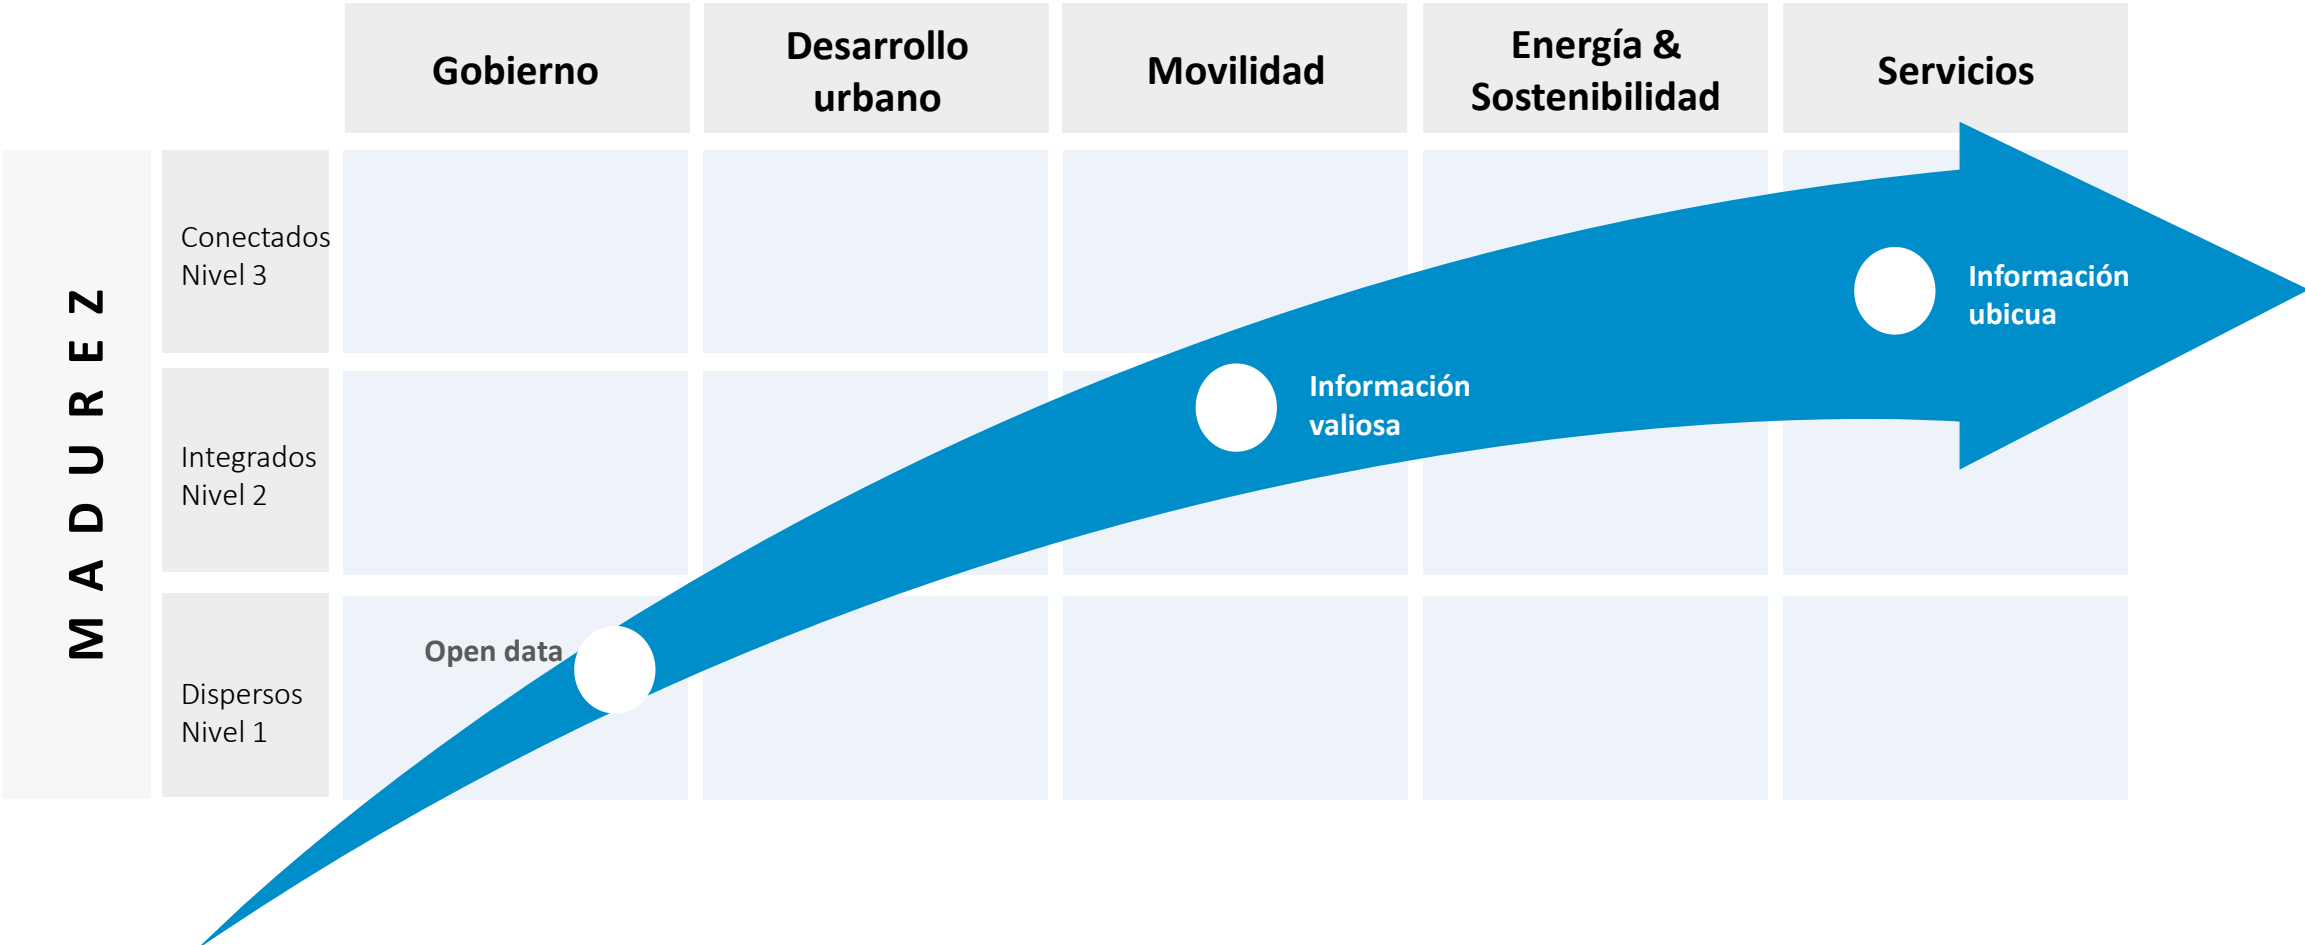 Gobierno
Desarrollo
urbano
Movilidad
Energía &
Sostenibilidad
Servicios
MADUREZ
Conectados
Nivel 3
Información
ubicua
Información
valiosa
Integrados
Nivel 2
Open data
Dispersos
Nivel 1